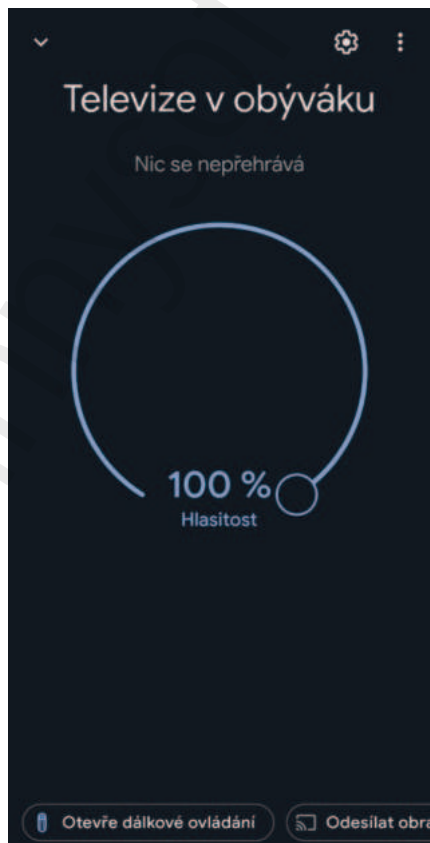 Televize v obýváku
Nic se nepřehrává
100 %
Hlasitost
Otevře dálkové ovládání
Odesílat obra